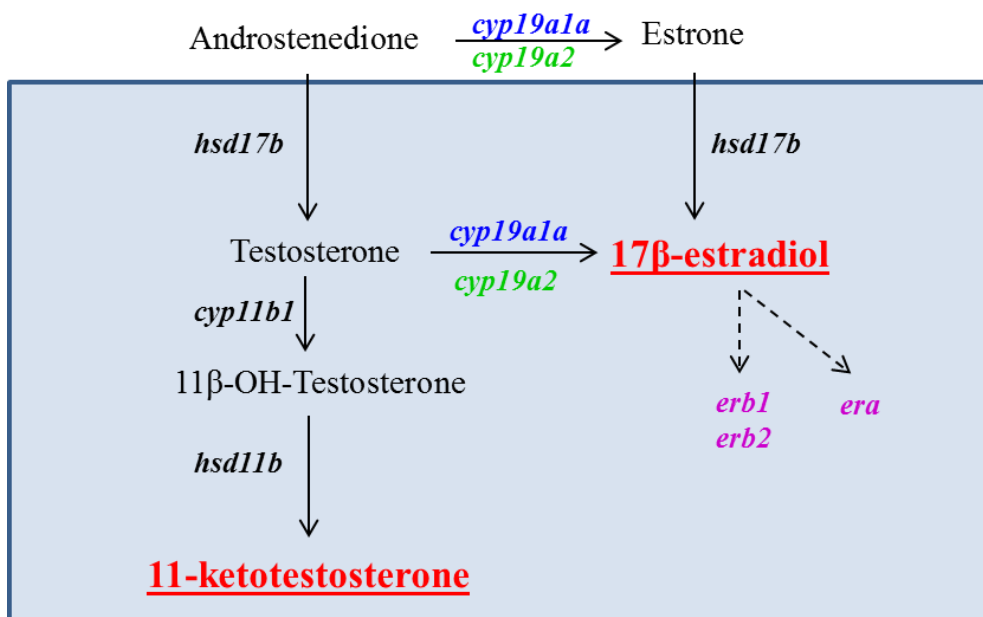 Androstenedione
cyp19a1a
cyp19a2
Estrone
hsd17b
hsd17b
Testosterone
cyp19a1a
cyp19a2
17β-estradiol
cyp11b1
11β-OH-Testosterone
erb1
erb2
era
hsd11b
11-ketotestosterone